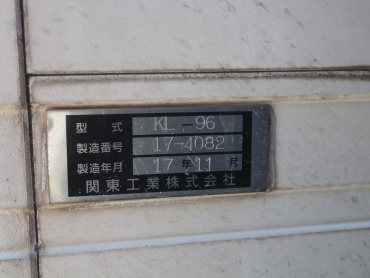 型式 KL-96
製造番号 17-4082
製造年月 17年11月
関東工業株式会社